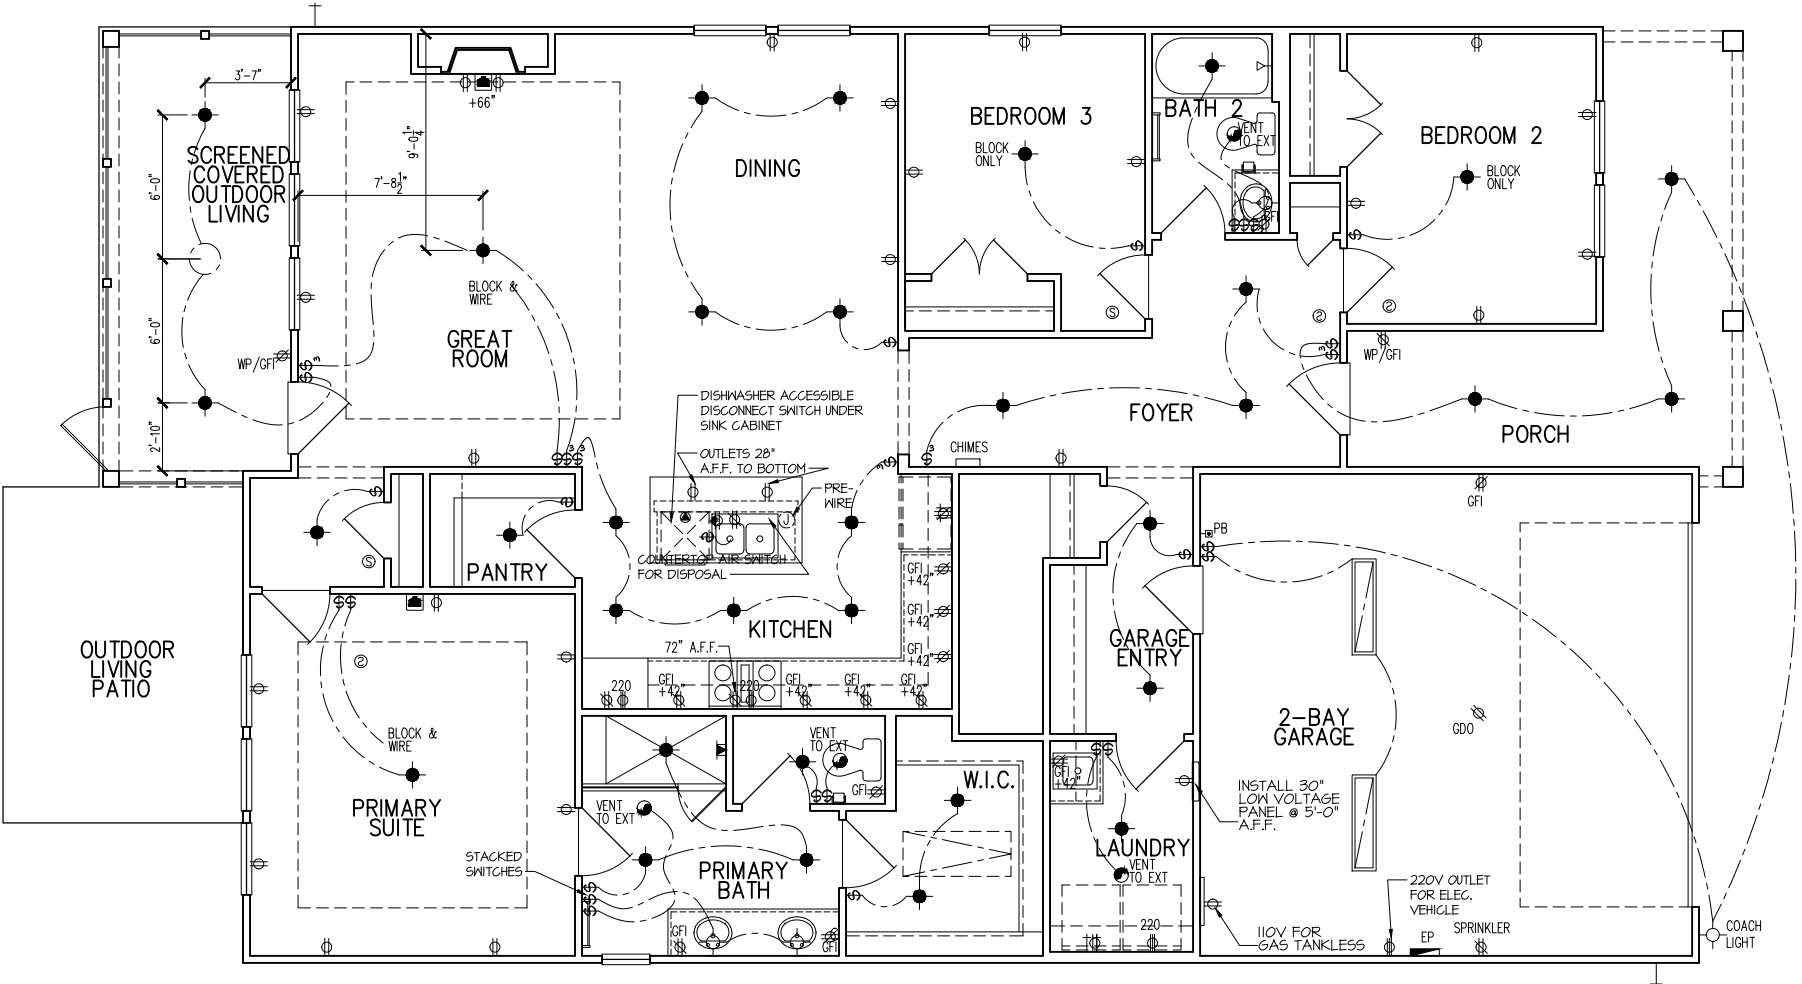 3'-7"
6'-0"
6'-0"
2'-10"
SCREENED
COVERED
OUTDOOR
LIVING
WP/GFI
+66"
9'-0 1/4"
7'-8 1/2"
BLOCK &
WIRE
GREAT
ROOM
3
DINING
BEDROOM 3
BLOCK
ONLY
S
BATH 2
VENT
TO EXT
GFI
BEDROOM 2
BLOCK
ONLY
S
S
3
WP/GFI
FOYER
PORCH
CHIMES
3
3
3
3
DISHWASHER ACCESSIBLE
DISCONNECT SWITCH UNDER
SINK CABINET
OUTLETS 28"
A.F.F. TO BOTTOM
PRE-
WIRE
J
COUNTERTOP AIR SWITCH
FOR DISPOSAL
S
PANTRY
KITCHEN
72" A.F.F.
GFI
+42"
GFI
+42"
GFI
+42"
220
GFI
+42"
220
GFI
+42"
GFI
+42"
GFI
+42"
OUTDOOR
LIVING
PATIO
S
BLOCK &
WIRE
PRIMARY
SUITE
VENT
TO EXT
GFI
VENT
TO EXT
STACKED
SWITCHES
PRIMARY
BATH
GFI
GFI
W.I.C.
GARAGE
ENTRY
GFI
+42"
LAUNDRY
VENT
TO EXT
220
PB
GFI
2-BAY
GARAGE
GDO
INSTALL 30"
LOW VOLTAGE
PANEL @ 5'-0"
A.F.F.
110V FOR
GAS TANKLESS
220V OUTLET
FOR ELEC.
VEHICLE
EP
SPRINKLER
COACH
LIGHT